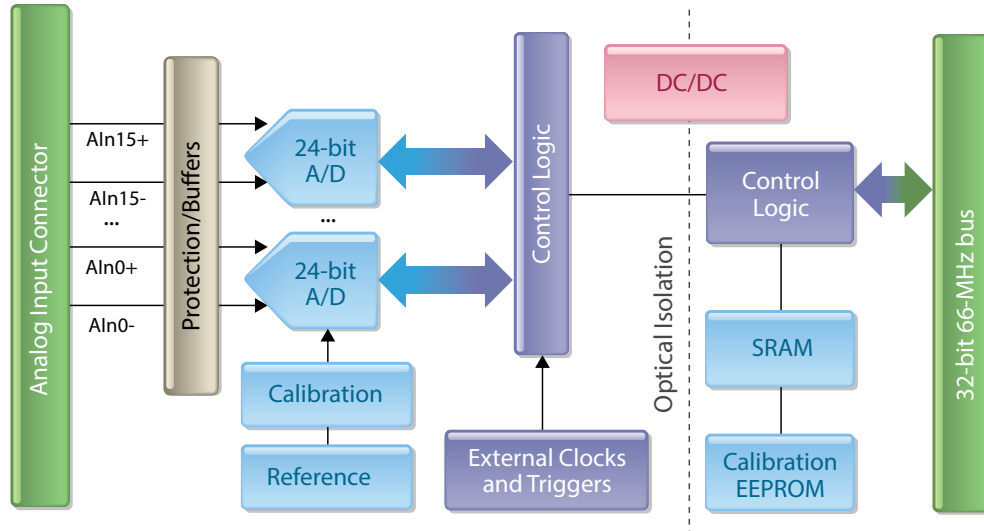 Analog Input Connector
AIn15+
AIn15-
...
AIn0+
AIn0-
Protection/Buffers
24-bit
A/D
...
24-bit
A/D
Calibration
Reference
Control Logic
External Clocks
and Triggers
DC/DC
Optical Isolation
Control
Logic
SRAM
Calibration
EEPROM
32-bit 66-MHz bus